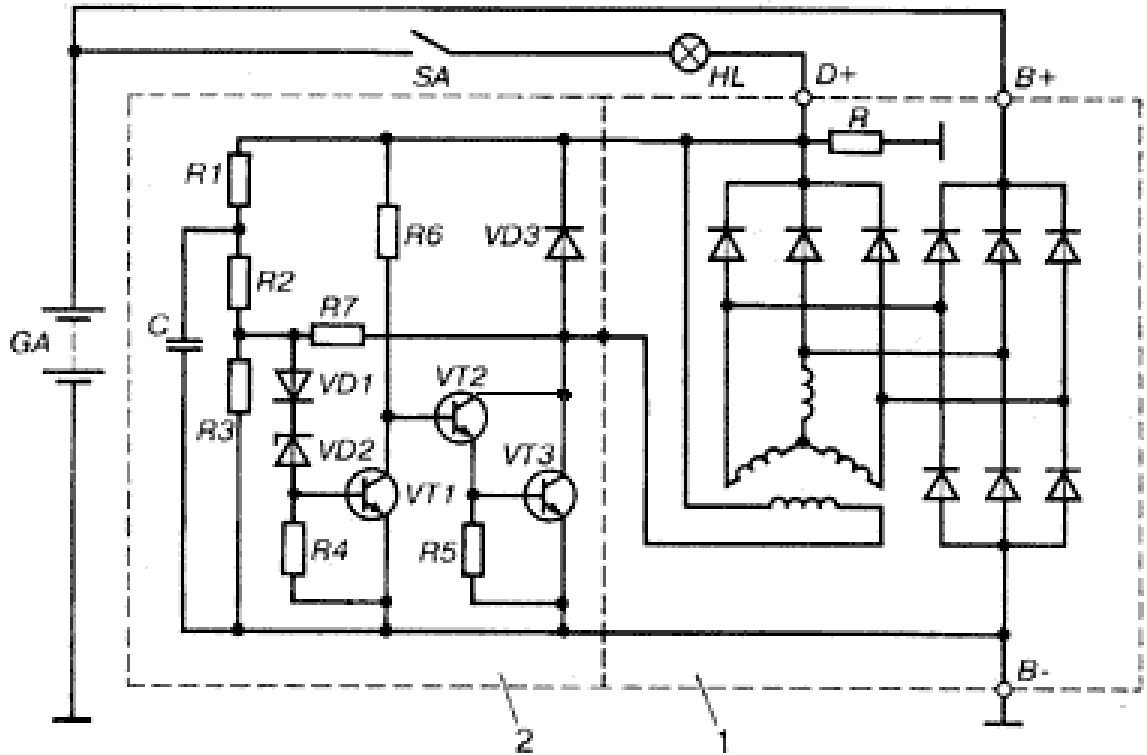 SA
HL
D+
B+
R
R1
R6
VD3
R2
R7
C
GA
VD1
VT2
R3
VD2
VT3
VT1
R4
R5
B-
2
1